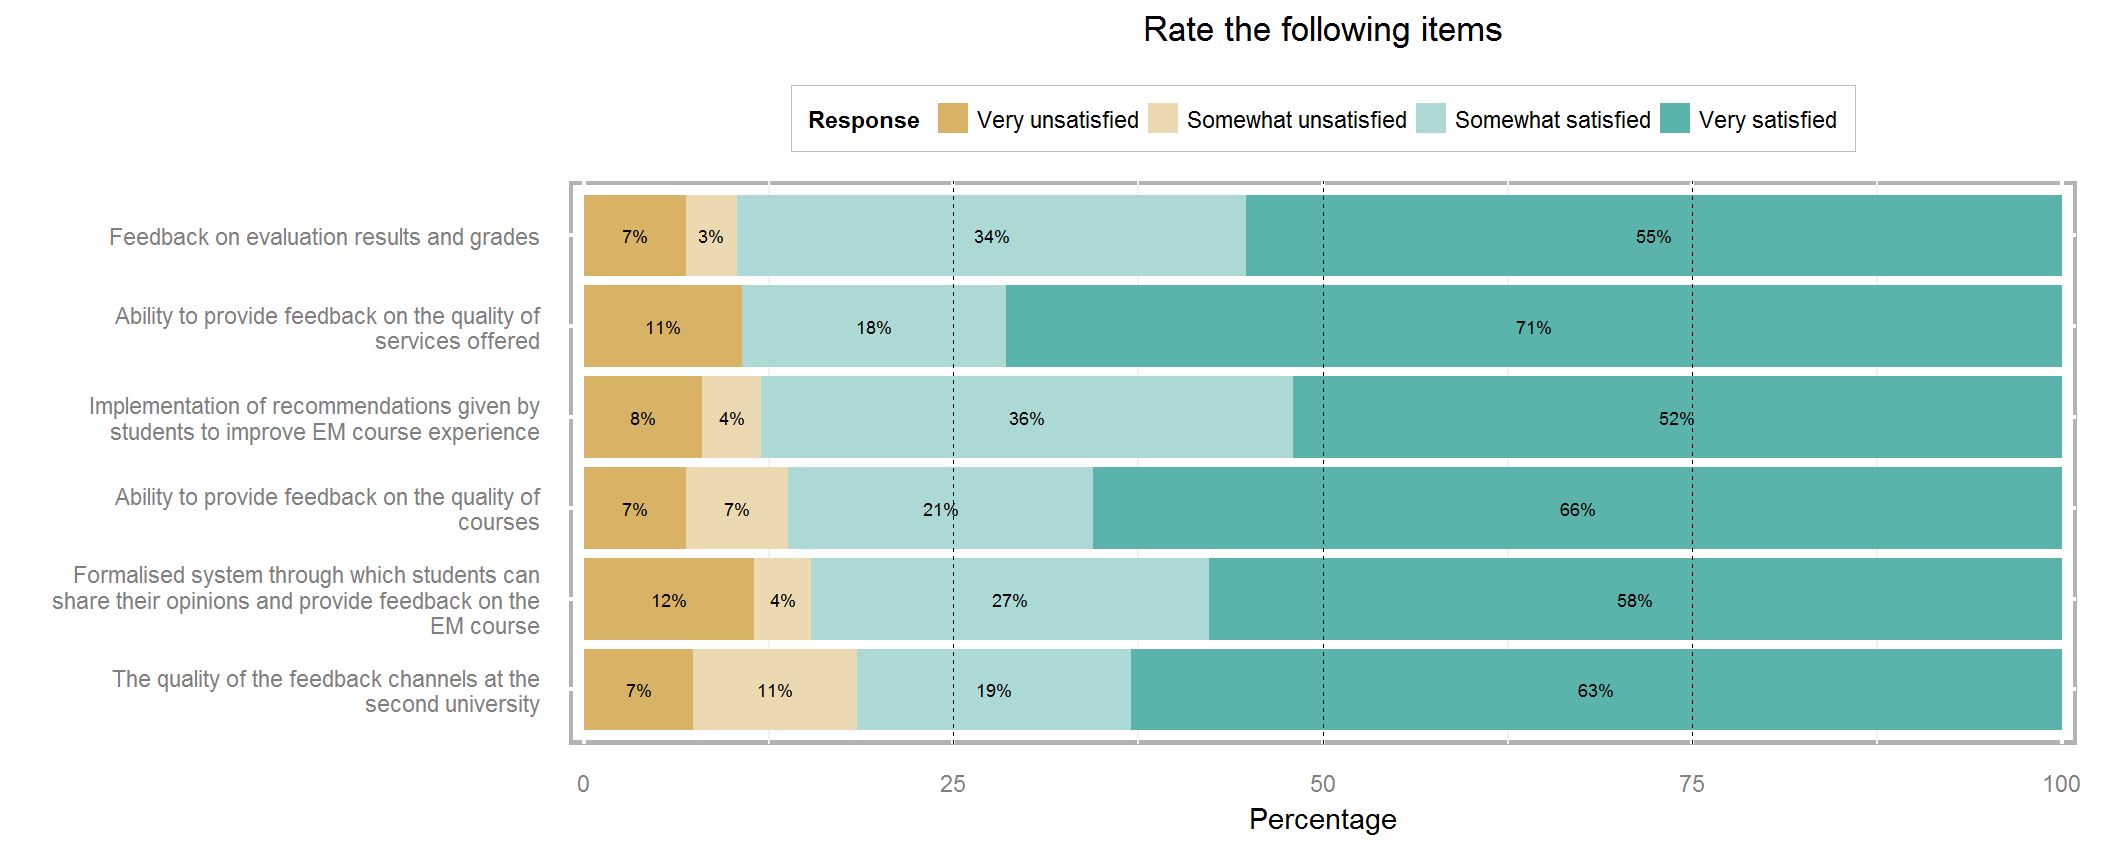 Rate the following items
Response Very unsatisfied Somewhat unsatisfied Somewhat satisfied Very satisfied
Feedback on evaluation results and grades
7% 3% 34% 55%
Ability to provide feedback on the quality of
services offered
11% 18% 71%
Implementation of recommendations given by
students to improve EM course experience
8% 4% 36% 52%
Ability to provide feedback on the quality of
courses
7% 7% 21% 66%
Formalised system through which students can
share their opinions and provide feedback on the
EM course
12% 4% 27% 58%
The quality of the feedback channels at the
second university
7% 11% 19% 63%
0 25 50 75 100
Percentage